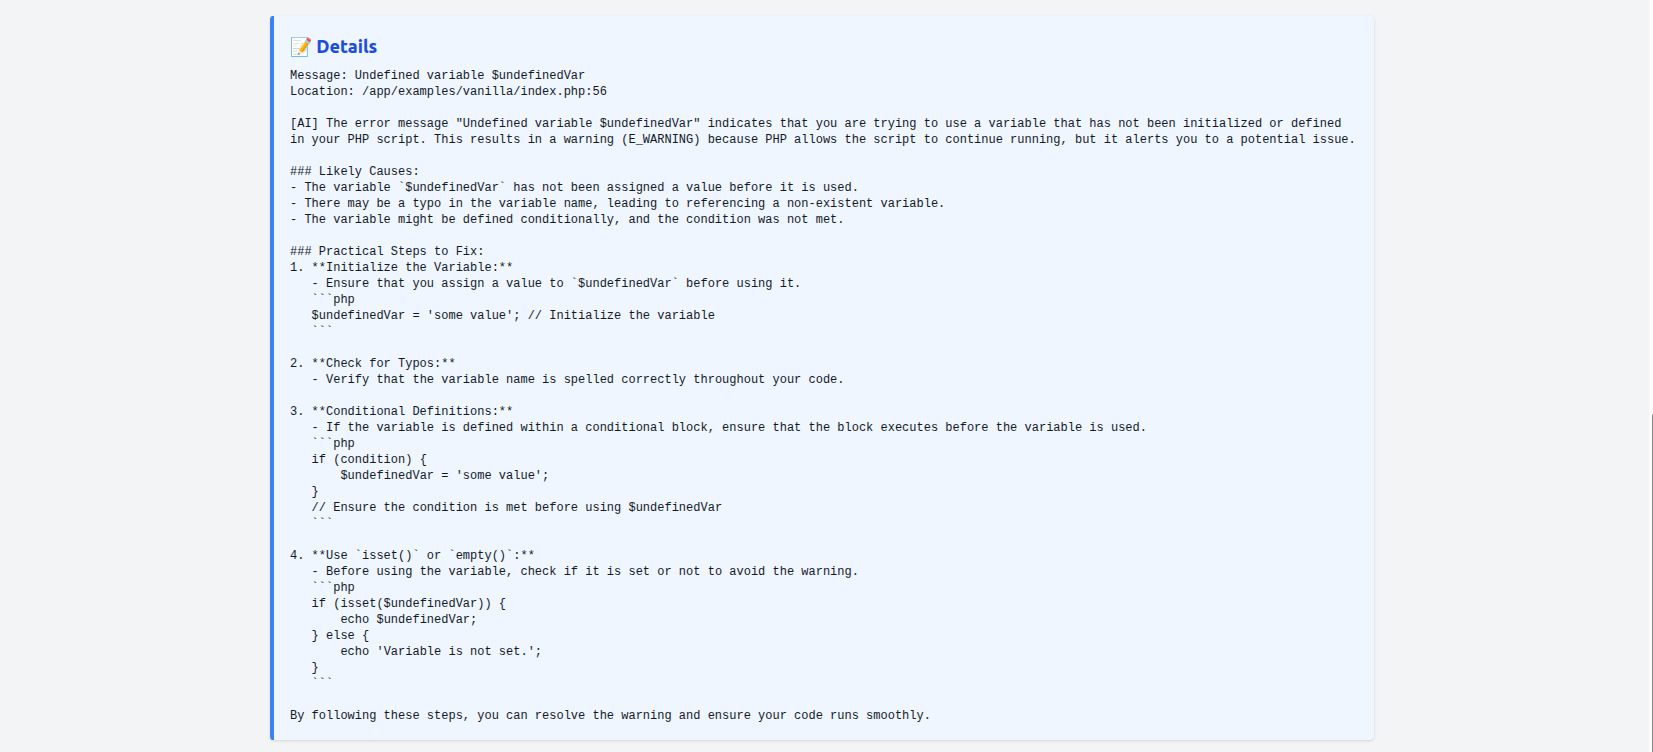 📝 Details
Message: Undefined variable $undefinedVar
Location: /app/examples/vanilla/index.php:56

[AI] The error message "Undefined variable $undefinedVar" indicates that you are trying to use a variable that has not been initialized or defined
in your PHP script. This results in a warning (E_WARNING) because PHP allows the script to continue running, but it alerts you to a potential issue.

### Likely Causes:
- The variable `$undefinedVar` has not been assigned a value before it is used.
- There may be a typo in the variable name, leading to referencing a non-existent variable.
- The variable might be defined conditionally, and the condition was not met.

### Practical Steps to Fix:
1. **Initialize the Variable:**
   - Ensure that you assign a value to `$undefinedVar` before using it.
   ```php
   $undefinedVar = 'some value'; // Initialize the variable
   ```

2. **Check for Typos:**
   - Verify that the variable name is spelled correctly throughout your code.

3. **Conditional Definitions:**
   - If the variable is defined within a conditional block, ensure that the block executes before the variable is used.
   ```php
   if (condition) {
       $undefinedVar = 'some value';
   }
   // Ensure the condition is met before using $undefinedVar
   ```

4. **Use `isset()` or `empty()`:**
   - Before using the variable, check if it is set or not to avoid the warning.
   ```php
   if (isset($undefinedVar)) {
       echo $undefinedVar;
   } else {
       echo 'Variable is not set.';
   }
   ```

By following these steps, you can resolve the warning and ensure your code runs smoothly.